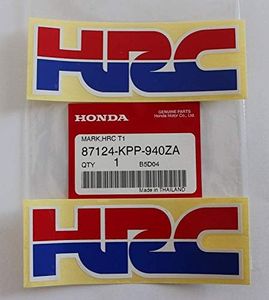 HRC
HONDA
GENUINE PARTS
Honda Motor Co., Ltd.
MARK,HRC T1
87124-KPP-940ZA
QTY 1 B5D04
Made in THAILAND
HRC